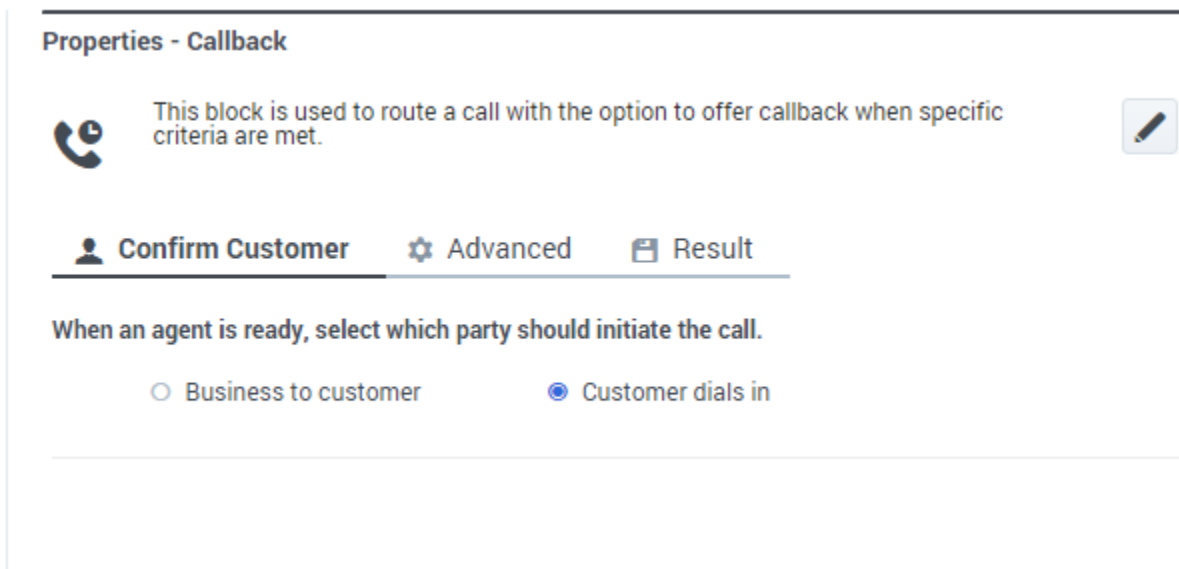 Properties - Callback
This block is used to route a call with the option to offer callback when specific
criteria are met.
Confirm Customer Advanced Result
When an agent is ready, select which party should initiate the call.
Business to customer Customer dials in